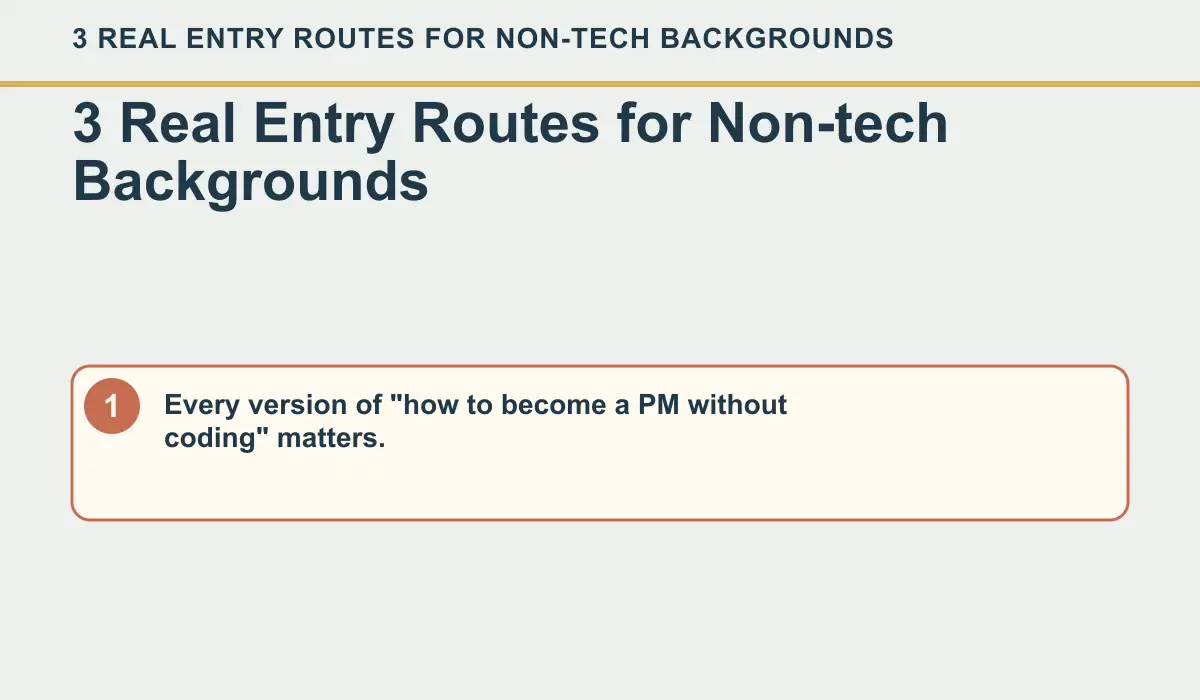 3 REAL ENTRY ROUTES FOR NON-TECH BACKGROUNDS
3 Real Entry Routes for Non-tech
Backgrounds
1
Every version of "how to become a PM without
coding" matters.